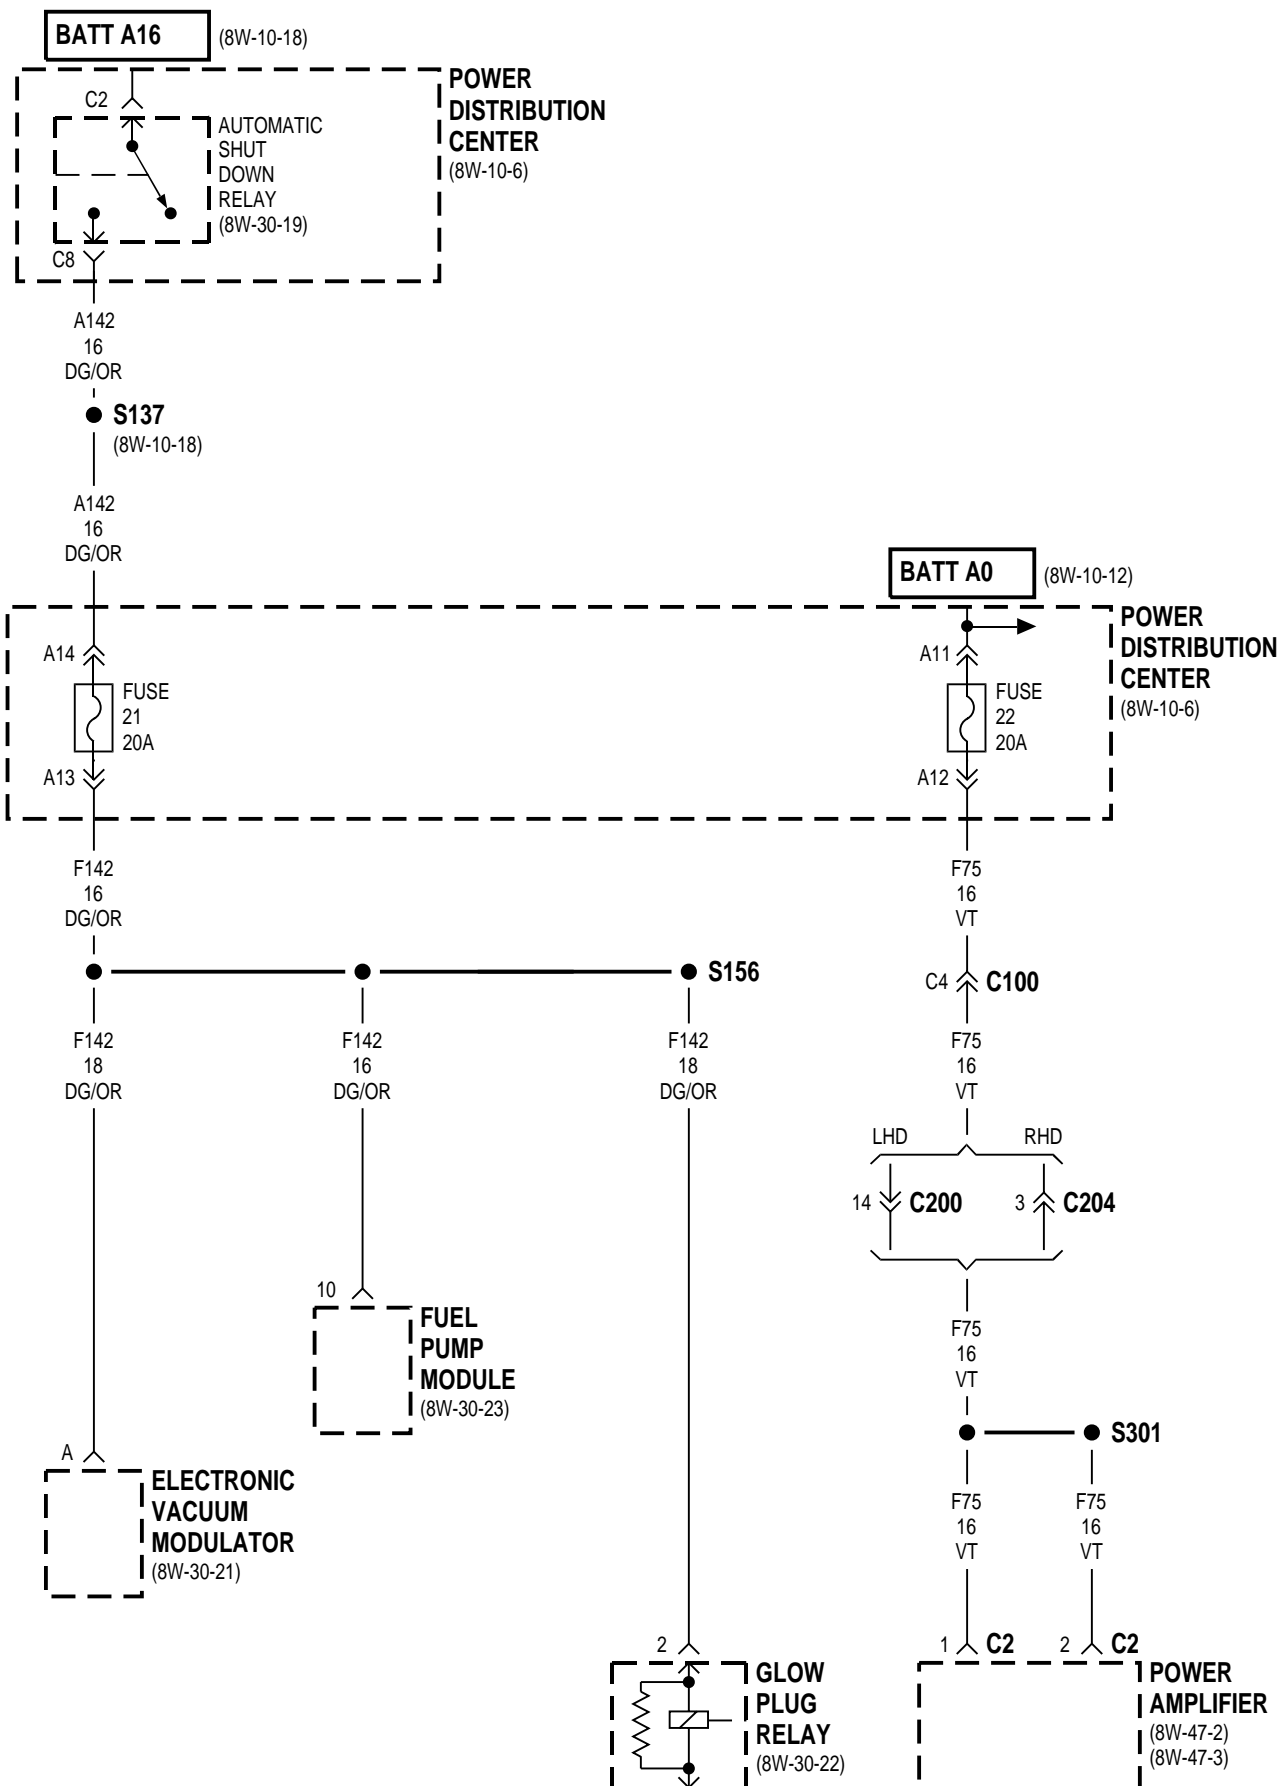 BATT A16
(8W-10-18)
POWER
DISTRIBUTION
CENTER
(8W-10-6)
C2
AUTOMATIC
SHUT
DOWN
RELAY
(8W-30-19)
C8
A142
16
DG/OR
S137
(8W-10-18)
A142
16
DG/OR
BATT A0
(8W-10-12)
POWER
DISTRIBUTION
CENTER
(8W-10-6)
A14
FUSE
21
20A
A13
A11
FUSE
22
20A
A12
F142
16
DG/OR
F75
16
VT
S156
C4
C100
F142
18
DG/OR
F142
16
DG/OR
F142
18
DG/OR
F75
16
VT
LHD
RHD
14
C200
3
C204
10
FUEL
PUMP
MODULE
(8W-30-23)
F75
16
VT
S301
A
ELECTRONIC
VACUUM
MODULATOR
(8W-30-21)
F75
16
VT
F75
16
VT
2
GLOW
PLUG
RELAY
(8W-30-22)
1
C2
2
C2
POWER
AMPLIFIER
(8W-47-2)
(8W-47-3)